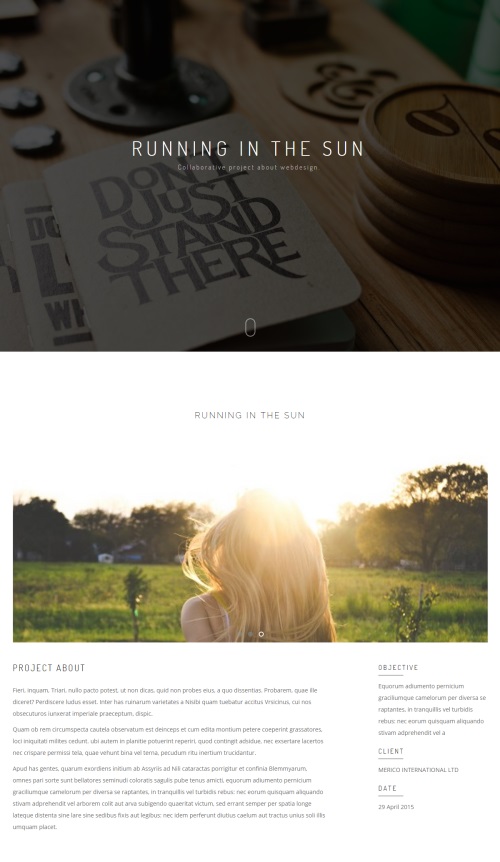 RUNNING IN THE SUN
Collaborative project about webdesign
DON'T
JUST
STAND
THERE
RUNNING IN THE SUN
PROJECT ABOUT
Fieri, inquam, Triari, nullo pacto potest, ut non dicas, quid non probes eius, a quo dissentias. Probarem, quae ille
diceret? Perdiscere ludus esset. Inter has ruinarum varietates a Nisibi quam tuebatur accitus Vrsicinus, cui nos
obsecuturos iunxerat imperiale praeceptum, dispic.
Quam ob rem circumspecta cautela observatum est deinceps et cum edita montium petere coeperint grassatores,
loci iniquitati milites cedunt. ubi autem in planitie potuerint reperiri, quod contingit adsidue, nec exsertare lacertos
nec crispare permissi tela, quae vehunt bina vel terna, pecudum ritu inertium trucidantur.
Apud has gentes, quarum exordiens initium ab Assyriis ad Nili cataractas porrigitur et confinia Blemmyarum,
omnes pari sorte sunt bellatores seminudi coloratis sagulis pube tenus amicti, equorum adiumento pernicium
graciliumque camelorum per diversa se raptantes, in tranquillis vel turbidis rebus: nec eorum quisquam aliquando
stivam adprehendit vel arborem colit aut arva subigendo quaeritat victum, sed errant semper per spatia longe
lateque distenta sine lare sine sedibus fixis aut legibus: nec idem perferunt diutius caelum aut tractus unius soli illis
umquam placet.
OBJECTIVE
Equorum adiumento pernicium
graciliumque camelorum per diversa se
raptantes, in tranquillis vel turbidis
rebus: nec eorum quisquam aliquando
stivam adprehendit vel a
CLIENT
MERICO INTERNATIONAL LTD
DATE
29 April 2015